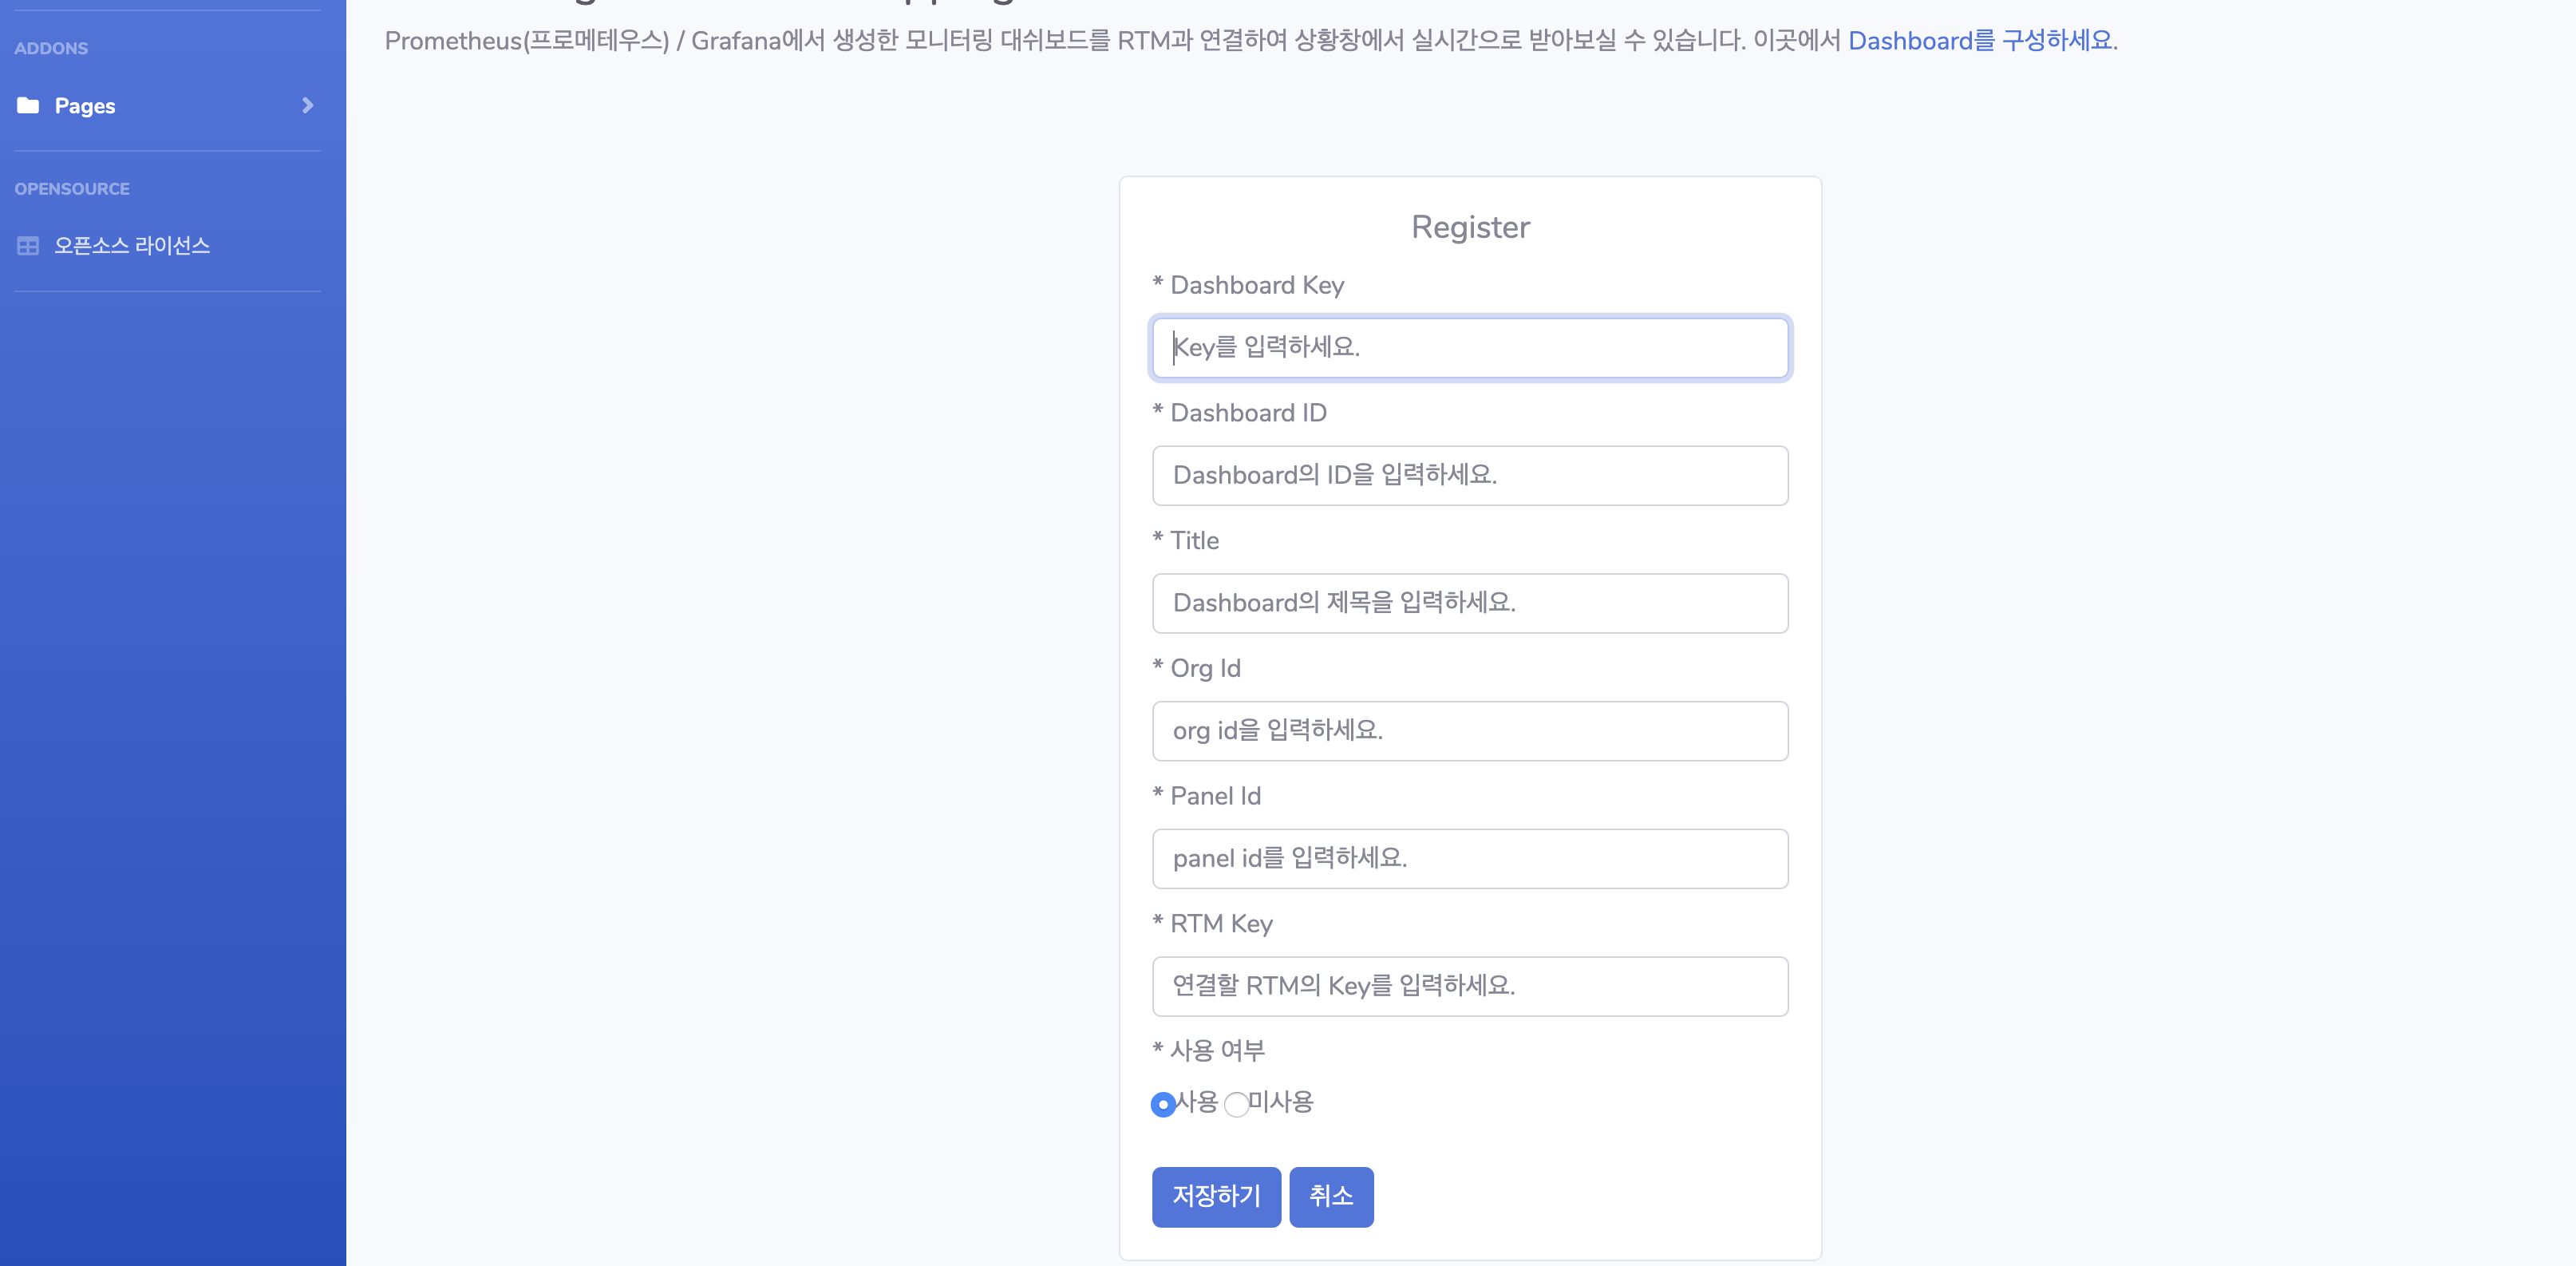 ADDONS
Pages
OPENSOURCE
오픈소스 라이선스
Prometheus(프로메테우스) / Grafana에서 생성한 모니터링 대쉬보드를 RTM과 연결하여 상황창에서 실시간으로 받아보실 수 있습니다. 이곳에서 Dashboard를 구성하세요.
Register
* Dashboard Key
Key를 입력하세요.
* Dashboard ID
Dashboard의 ID을 입력하세요.
* Title
Dashboard의 제목을 입력하세요.
* Org Id
org id을 입력하세요.
* Panel Id
panel id를 입력하세요.
* RTM Key
연결할 RTM의 Key를 입력하세요.
* 사용 여부
사용 미사용
저장하기 취소